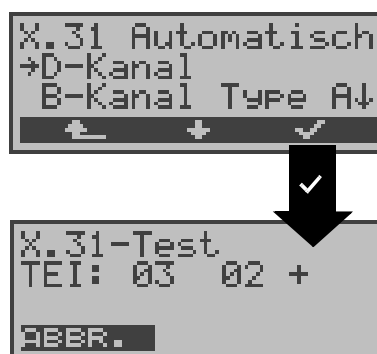 X.31 Automatisch
→D-Kanal
B-Kanal Type A↓
X.31-Test
TEI: 03 02 +
ABBR.